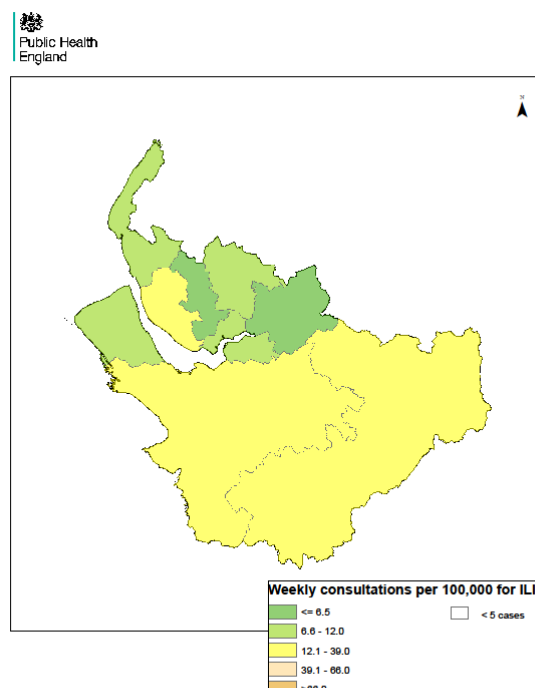 Public Health
England
N
Weekly consultations per 100,000 for ILI
<= 6.5
< 5 cases
6.6 - 12.0
12.1 - 39.0
39.1 - 66.0